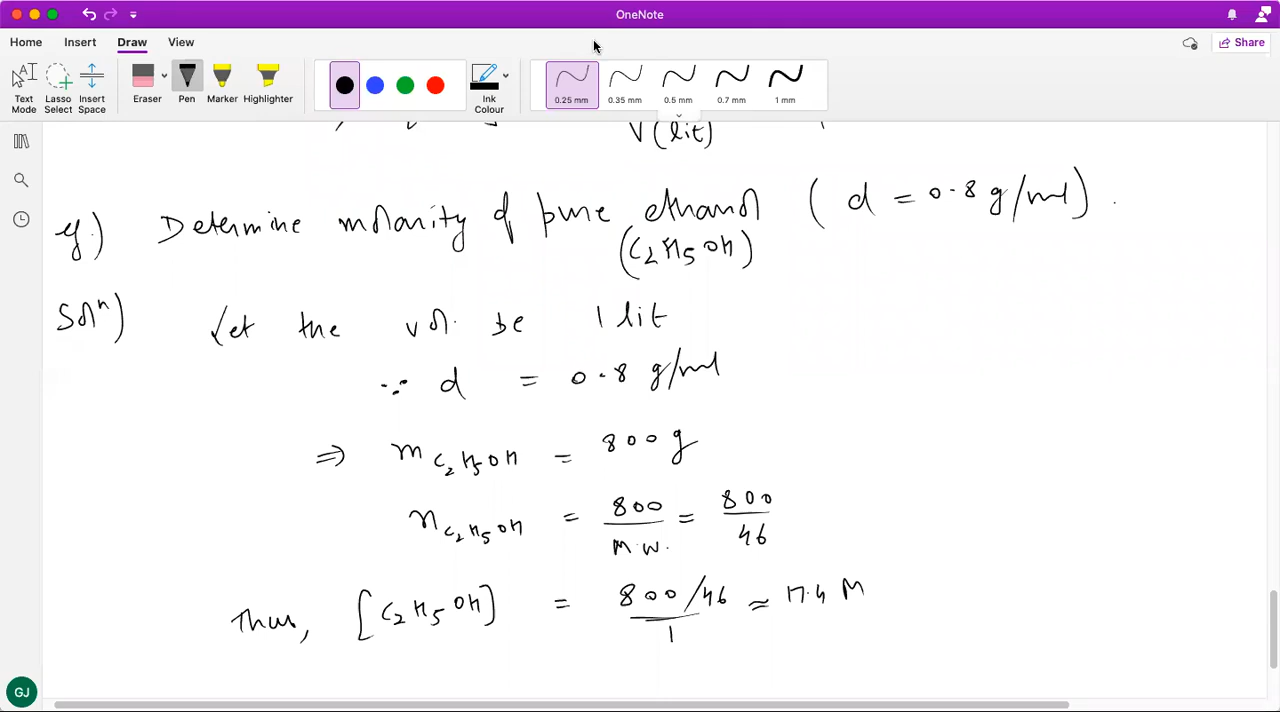 OneNote
Home Insert Draw View Share
Text Mode Lasso Select Insert Space Eraser Pen Marker Highlighter Ink Colour 0.25 mm 0.35 mm 0.5 mm 0.7 mm 1 mm
V (lit)
eg.) Determine molarity of pure ethanol ( d = 0.8 g/ml ) .
(C2H5OH)
Solⁿ) Let the vol. be 1 lit
∵ d = 0.8 g/ml
⇒ m C2H5OH = 800 g
n C2H5OH = 800/M.W. = 800/46
Thus, [C2H5OH] = 800/46 / 1 ≈ 17.4 M
GJ